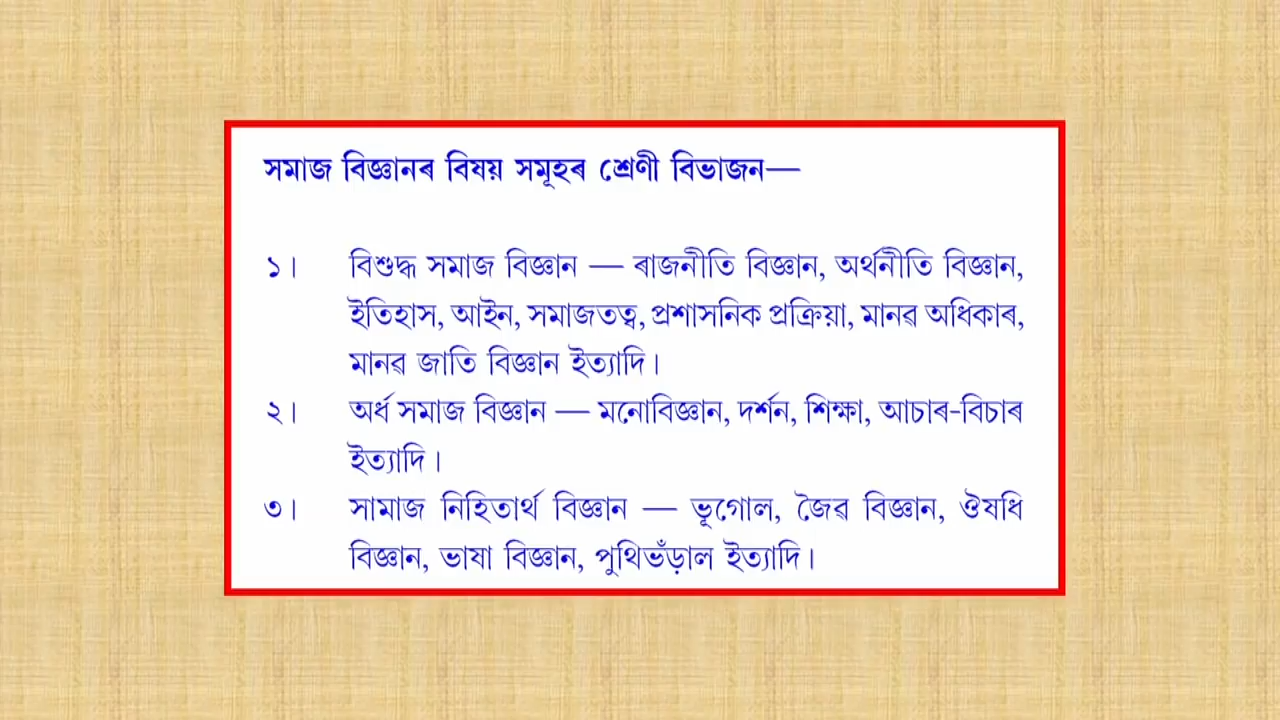 সমাজ বিজ্ঞানৰ বিষয় সমূহৰ শ্ৰেণী বিভাজন—
১। বিশুদ্ধ সমাজ বিজ্ঞান — ৰাজনীতি বিজ্ঞান, অৰ্থনীতি বিজ্ঞান,
ইতিহাস, আইন, সমাজতত্ব, প্ৰশাসনিক প্ৰক্ৰিয়া, মানৱ অধিকাৰ,
মানৱ জাতি বিজ্ঞান ইত্যাদি।
২। অৰ্ধ সমাজ বিজ্ঞান — মনোবিজ্ঞান, দৰ্শন, শিক্ষা, আচাৰ-বিচাৰ
ইত্যাদি।
৩। সামাজ নিহিতাৰ্থ বিজ্ঞান — ভূগোল, জৈৱ বিজ্ঞান, ঔষধি
বিজ্ঞান, ভাষা বিজ্ঞান, পুথিভঁড়াল ইত্যাদি।